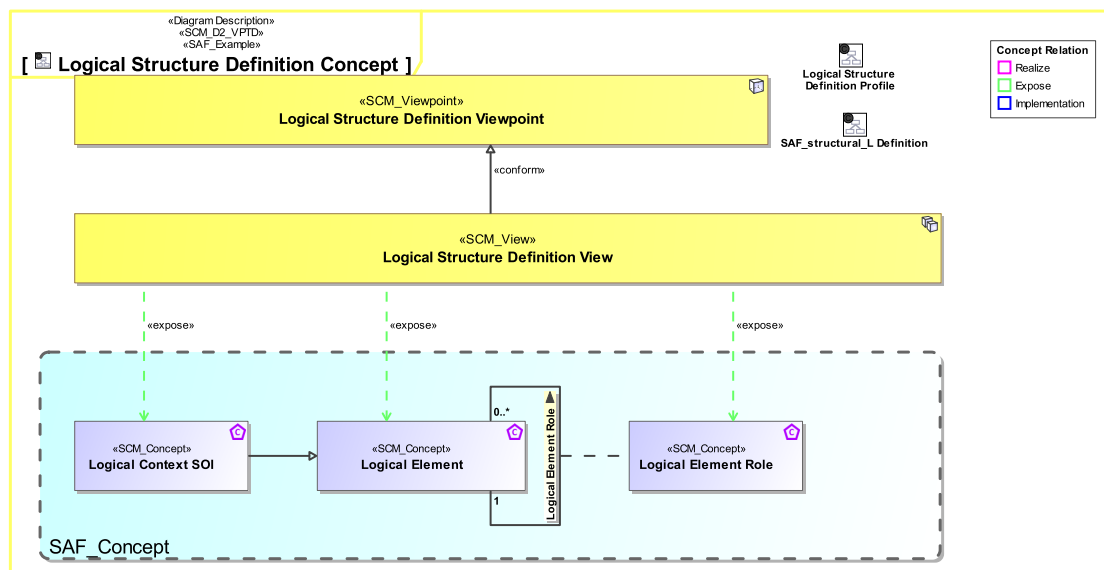 «Diagram Description»
«SCM_D2_VPTD»
«SAF_Example»
[ Logical Structure Definition Concept ]
«SCM_Viewpoint»
Logical Structure Definition Viewpoint
Logical Structure
Definition Profile
SAF_structural_L Definition
Concept Relation
Realize
Expose
Implementation
«conform»
«SCM_View»
Logical Structure Definition View
«expose»
«expose»
«expose»
0..*
Logical Element Role
C
«SCM_Concept»
Logical Context SOI
C
«SCM_Concept»
Logical Element
C
«SCM_Concept»
Logical Element Role
1
SAF_Concept